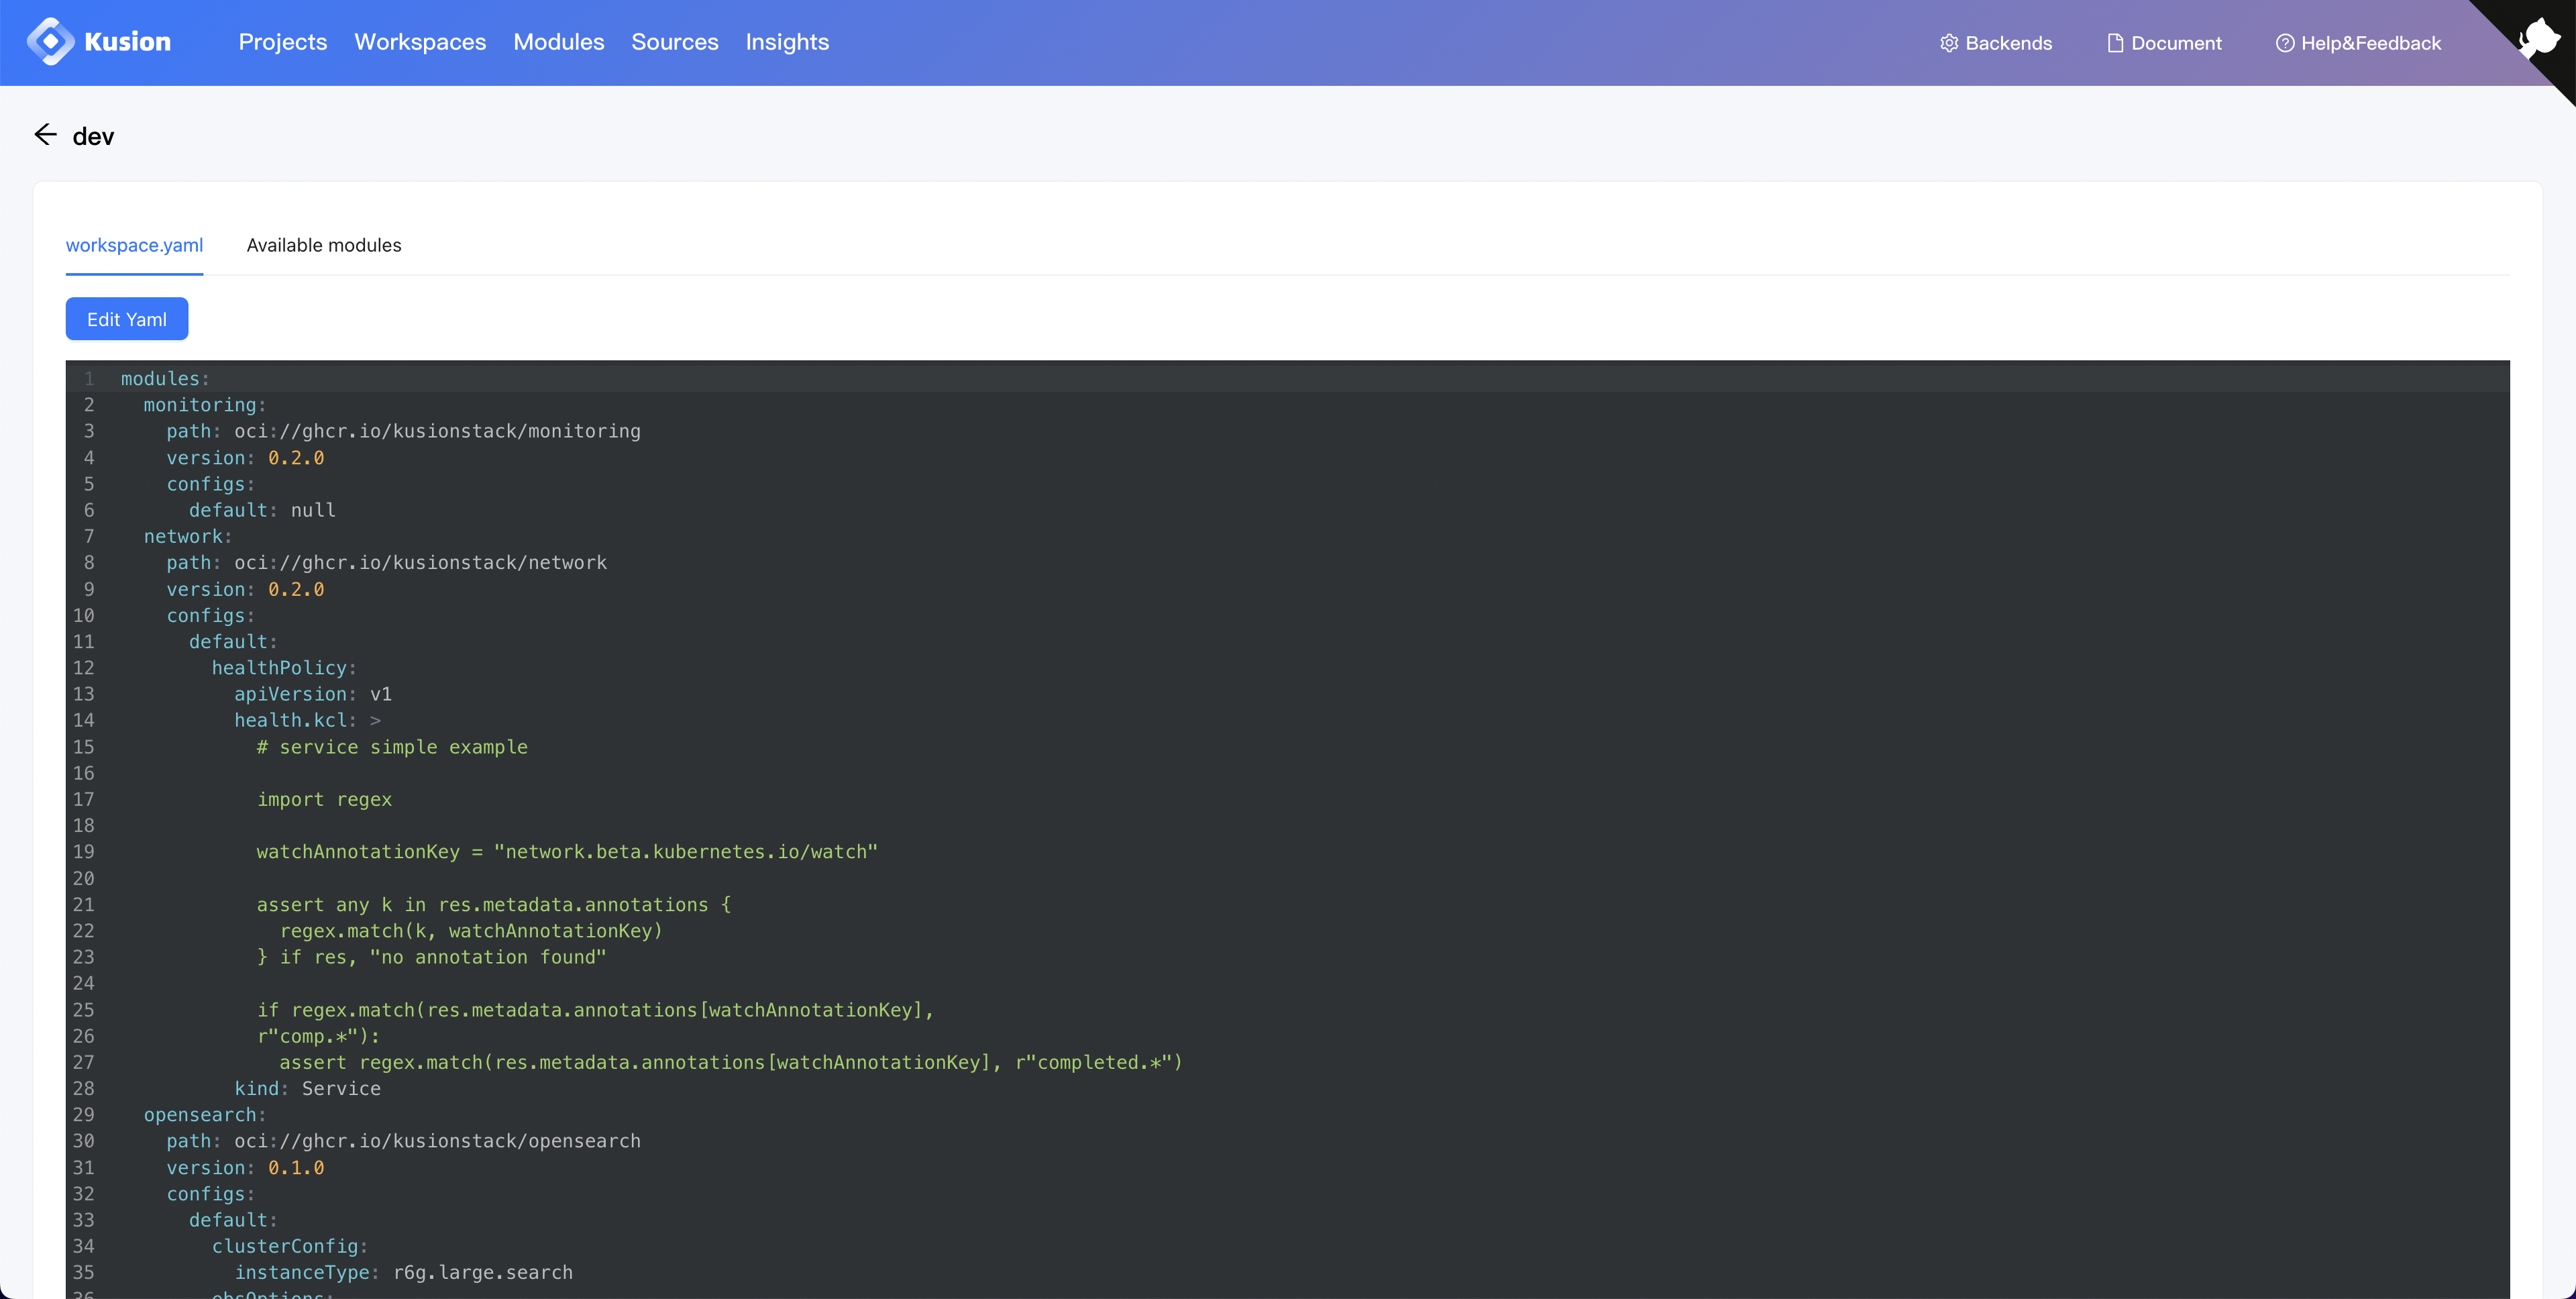 Kusion Projects Workspaces Modules Sources Insights Backends Document Help&Feedback
dev
workspace.yaml Available modules
Edit Yaml
1 modules:
2   monitoring:
3     path: oci://ghcr.io/kusionstack/monitoring
4     version: 0.2.0
5     configs:
6       default: null
7   network:
8     path: oci://ghcr.io/kusionstack/network
9     version: 0.2.0
10     configs:
11       default:
12         healthPolicy:
13           apiVersion: v1
14           health.kcl: >
15             # service simple example
16
17             import regex
18
19             watchAnnotationKey = "network.beta.kubernetes.io/watch"
20
21             assert any k in res.metadata.annotations {
22               regex.match(k, watchAnnotationKey)
23             } if res, "no annotation found"
24
25             if regex.match(res.metadata.annotations[watchAnnotationKey],
26             r"comp.*"):
27               assert regex.match(res.metadata.annotations[watchAnnotationKey], r"completed.*")
28           kind: Service
29   opensearch:
30     path: oci://ghcr.io/kusionstack/opensearch
31     version: 0.1.0
32     configs:
33       default:
34         clusterConfig:
35           instanceType: r6g.large.search
36         ebsOptions: